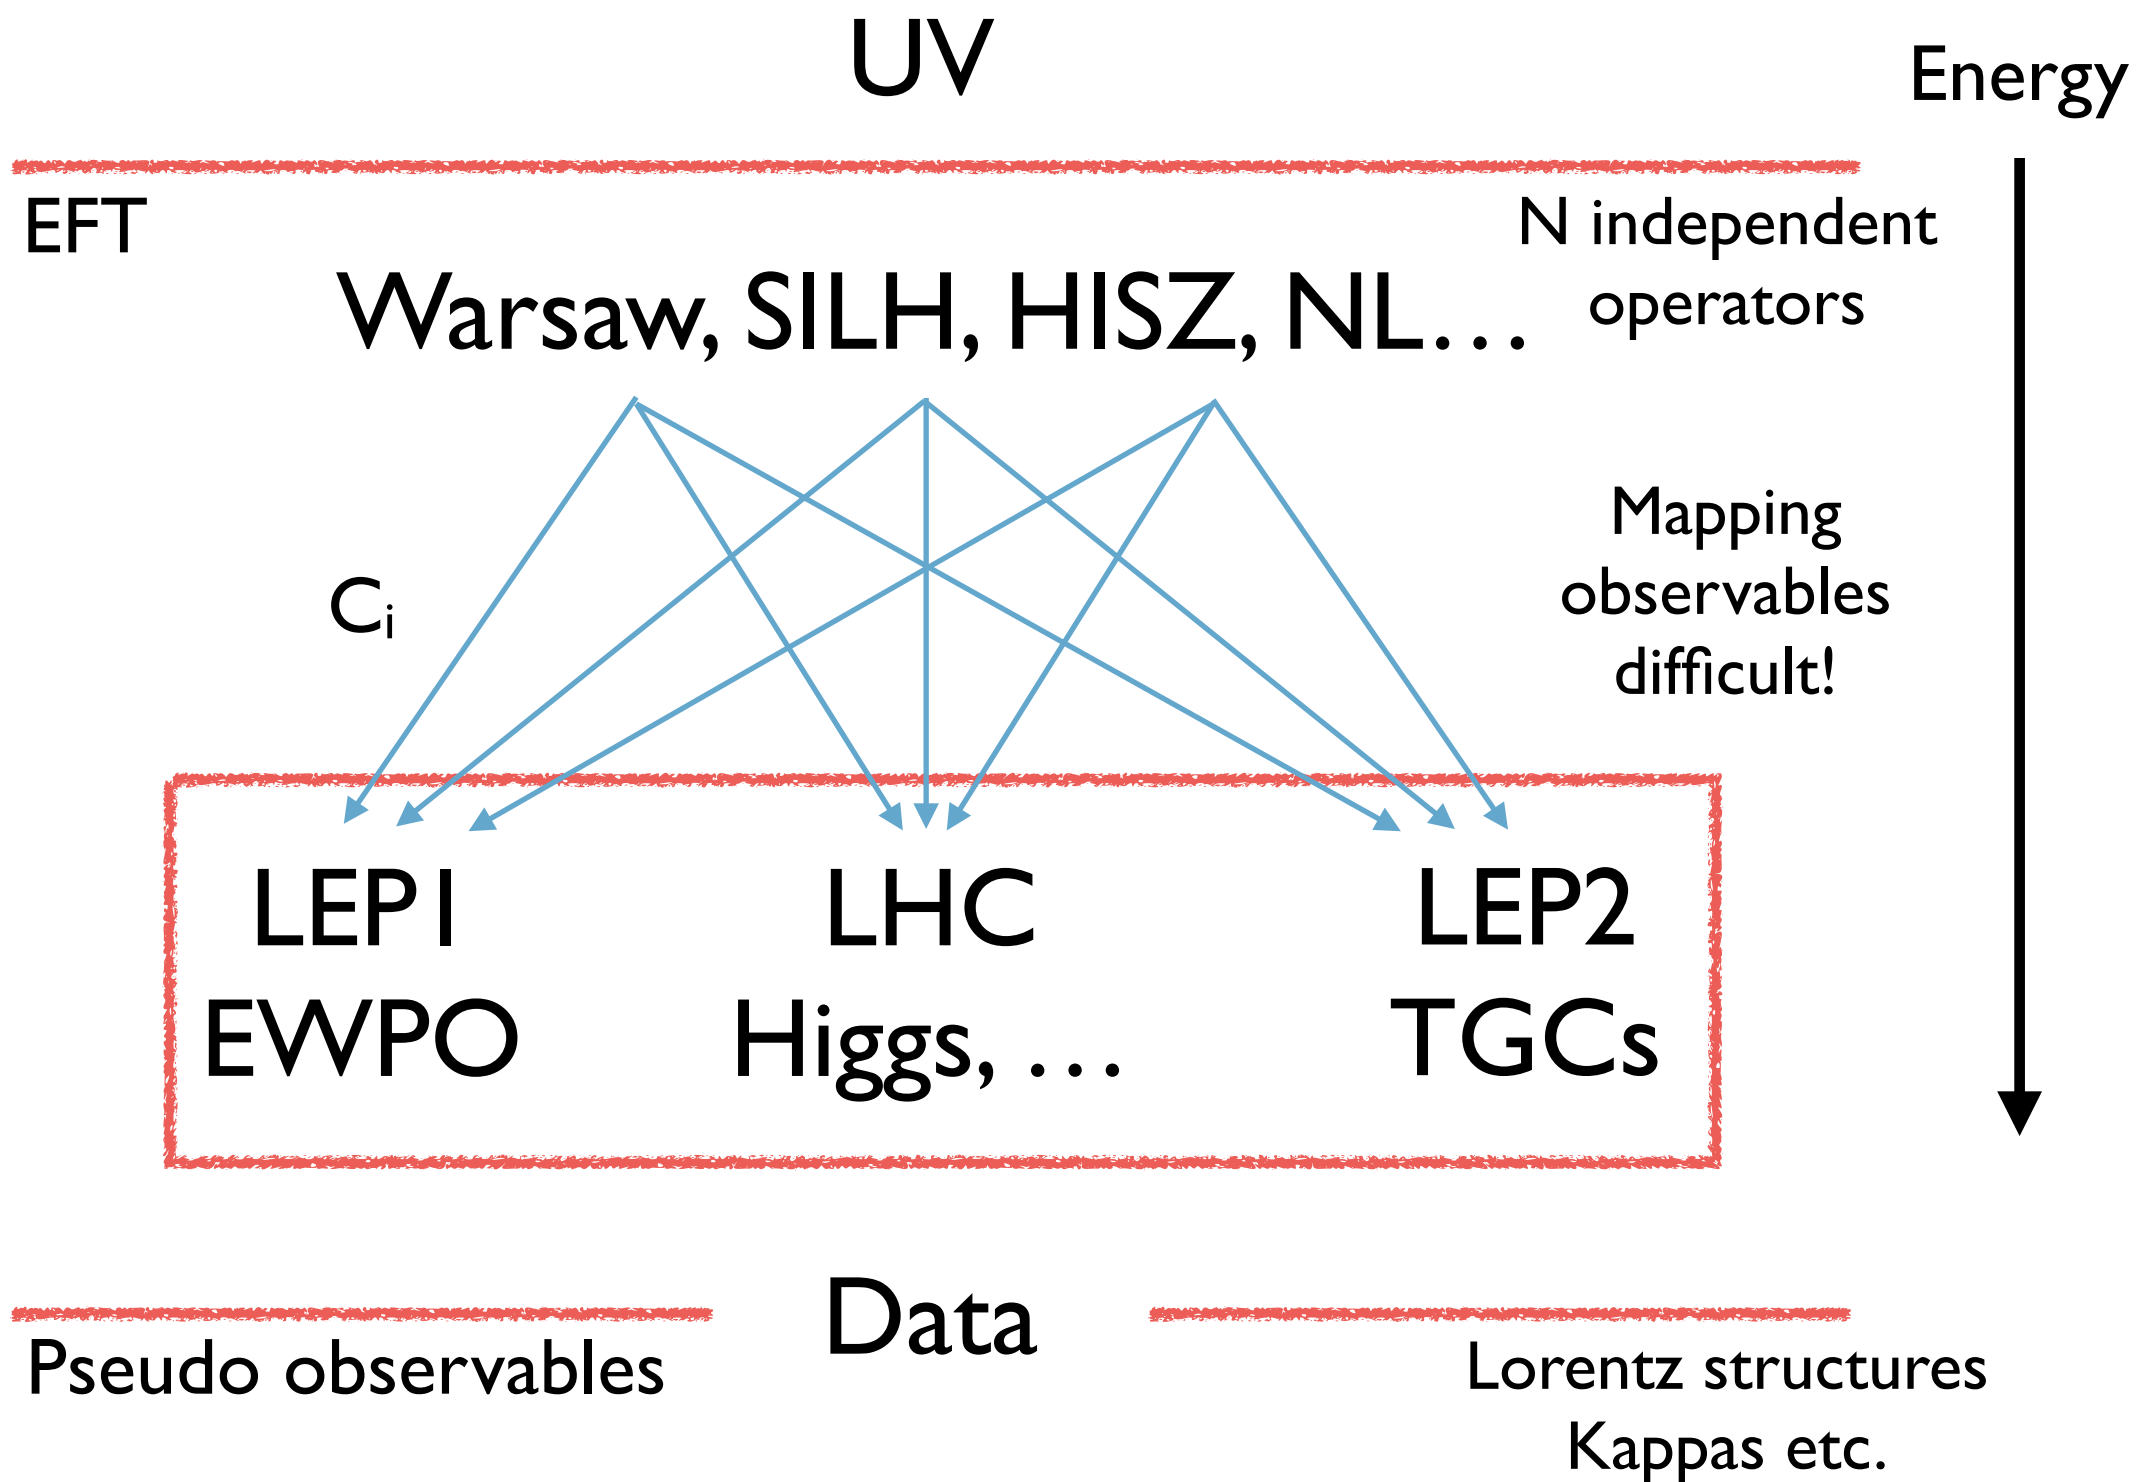 UV
Energy
EFT
N independent
operators
Warsaw, SILH, HISZ, NL…
Mapping
observables
difficult!
Ci
LEP1
LHC
LEP2
EWPO
Higgs, …
TGCs
Data
Pseudo observables
Lorentz structures
Kappas etc.